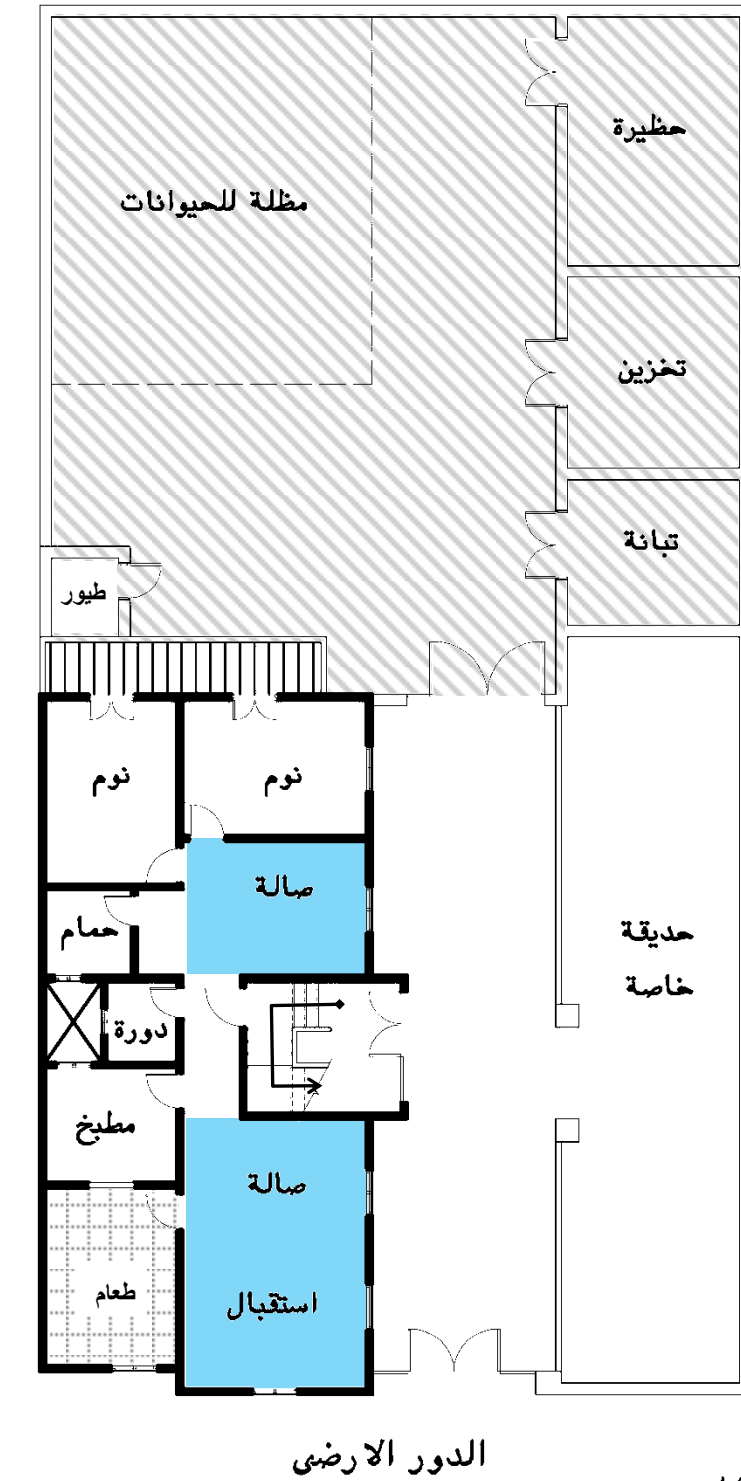 حظيرة
مظلة للحيوانات
تخزين
تبانة
طيور
نوم
نوم
صالة
حمام
حديقة
خاصة
دورة
مطبخ
صالة
طعام
استقبال
الدور الارضى